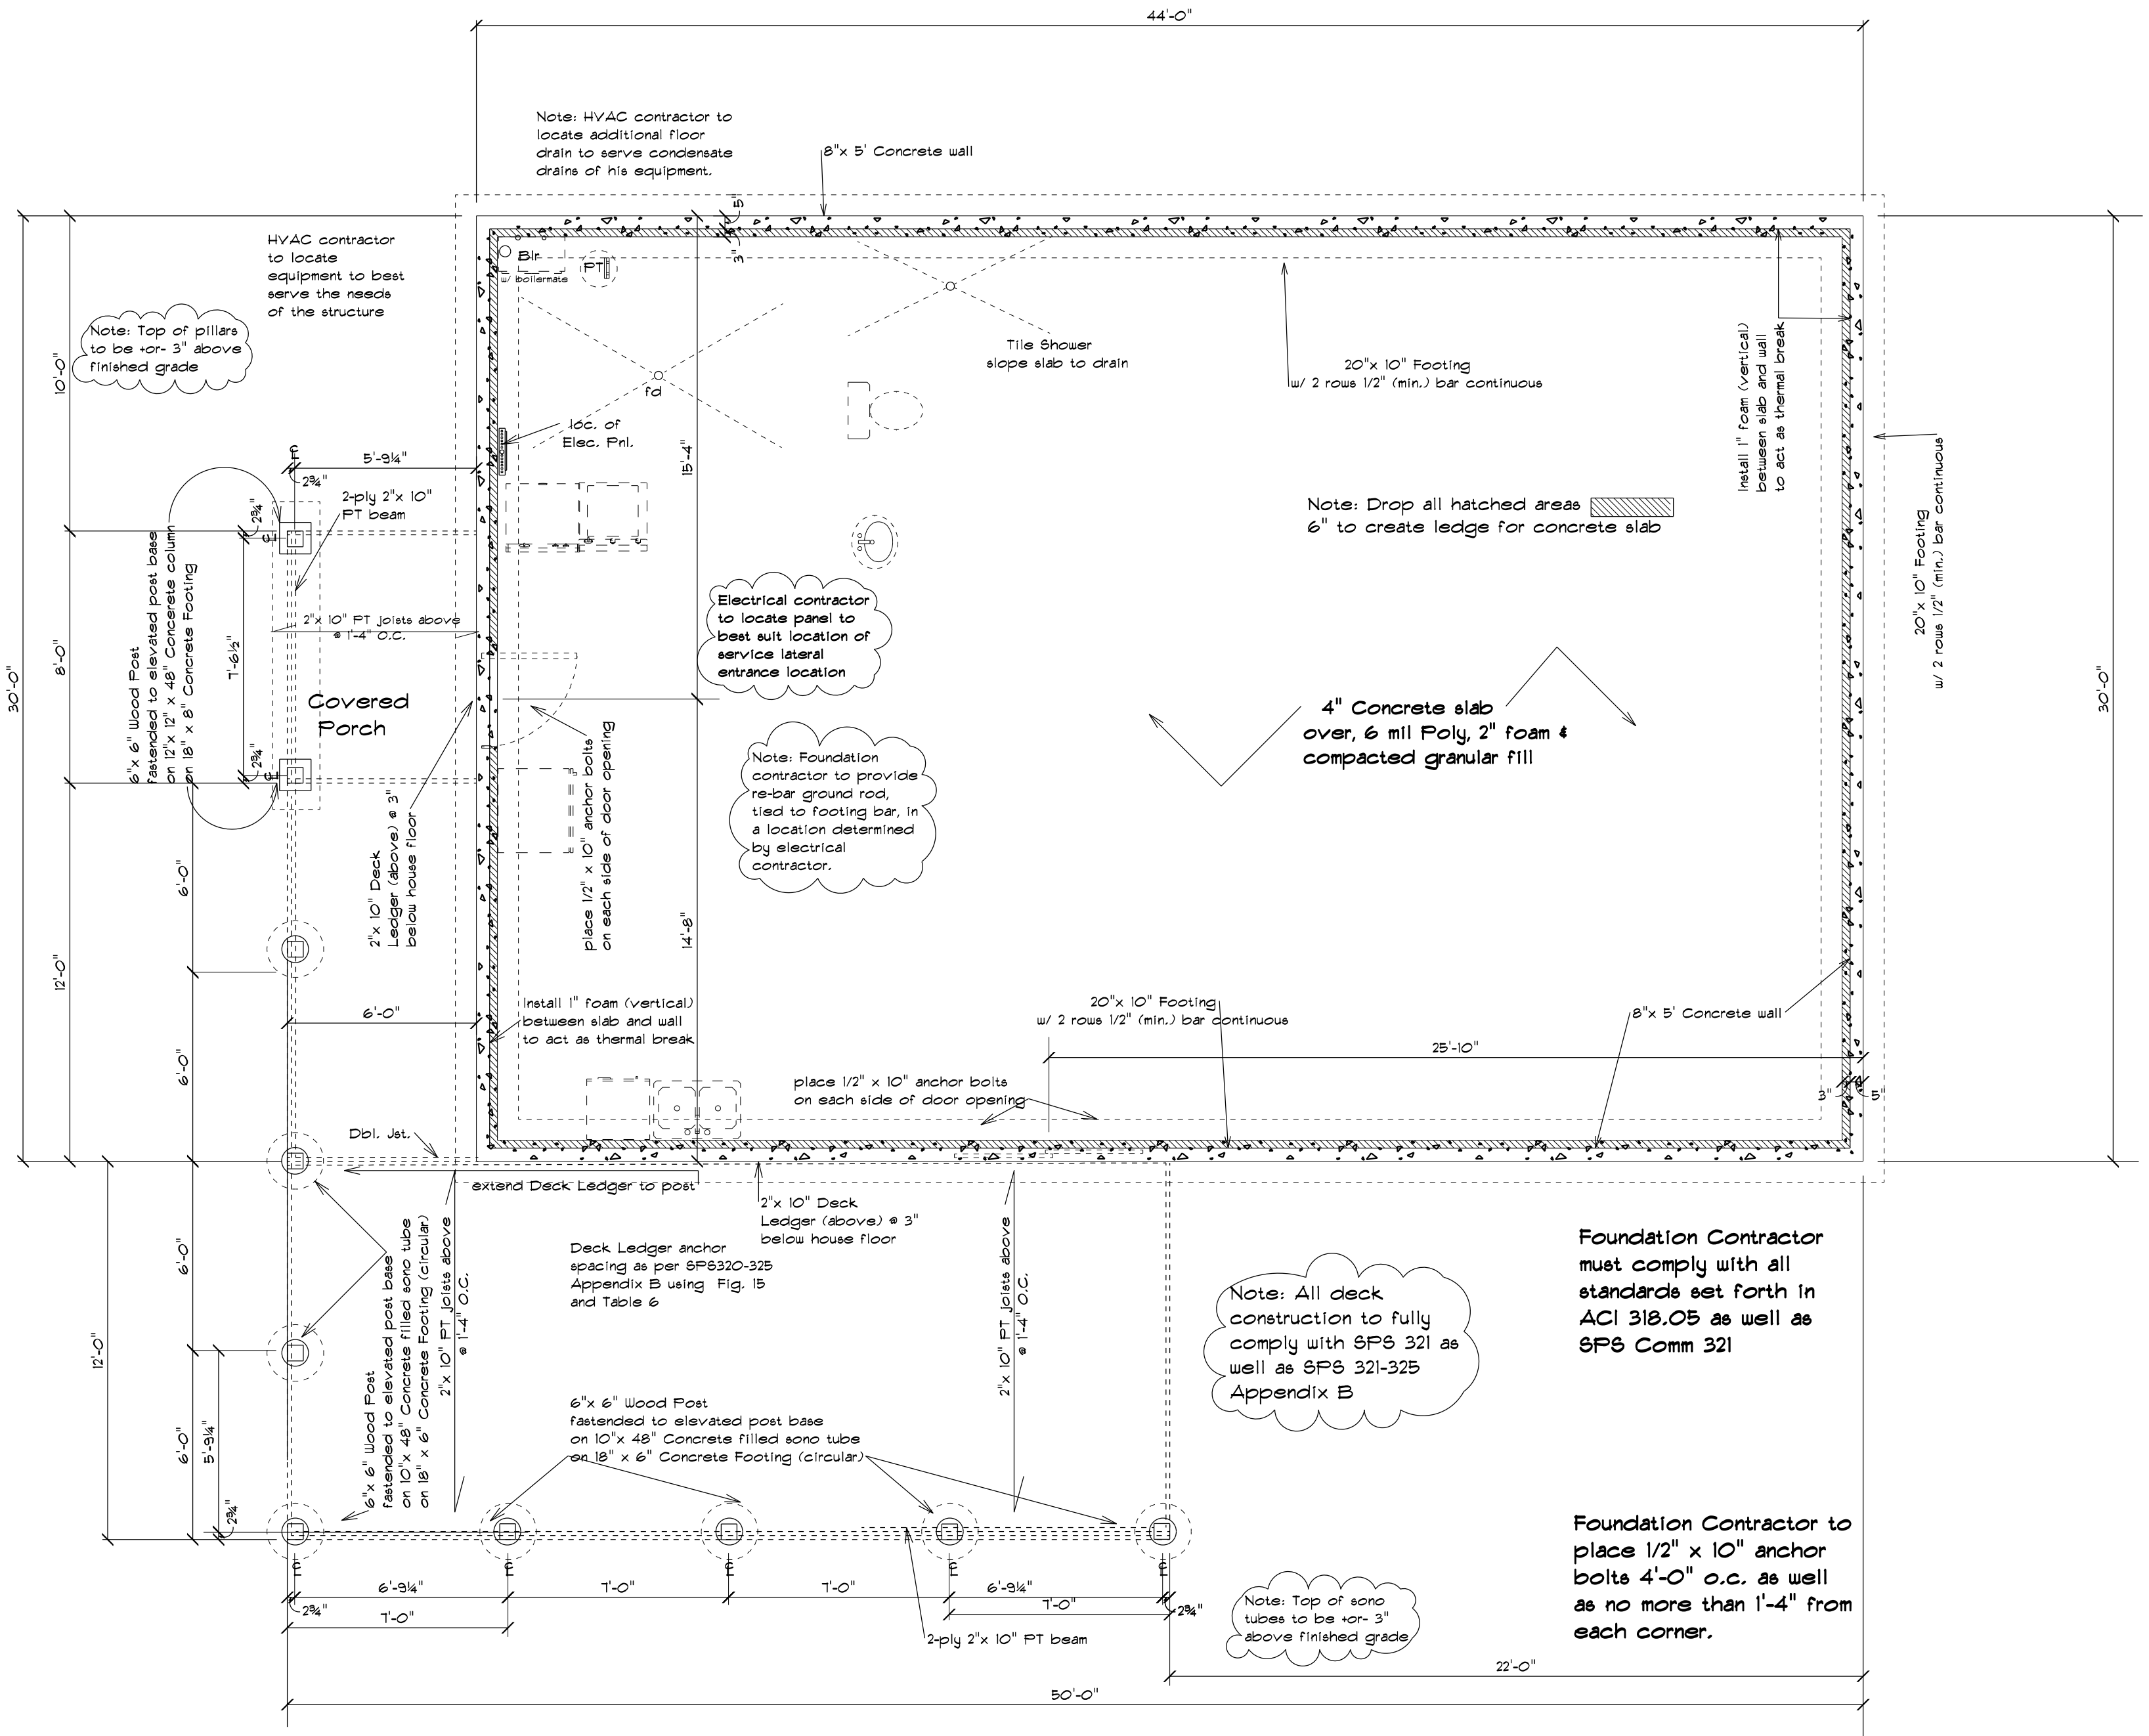 44'-0"
Note: HVAC contractor to
locate additional floor
drain to serve condensate
drains of his equipment.
8"x 5' Concrete wall
5"
3"
HVAC contractor
to locate
equipment to best
serve the needs
of the structure
Note: Top of pillars
to be +or- 3" above
finished grade
Blr
w/ boilermate
PT
fd
Tile Shower
slope slab to drain
20"x 10" Footing
w/ 2 rows 1/2" (min.) bar continuous
Install 1" foam (vertical)
between slab and wall
to act as thermal break
20"x 10" Footing
w/ 2 rows 1/2" (min.) bar continuous
30'-0"
10'-0"
8'-0"
12'-0"
30'-0"
loc. of
Elec. Pnl.
15'-4"
14'-8"
CL
5'-9¼"
2¾"
2-ply 2"x 10"
PT beam
2¾"
CL
7'-6½"
2¾"
CL
6"x 6" Wood Post
fastended to elevated post base
on 12"x 12" x 48" Concrete column
on 18" x 8" Concrete Footing
2"x 10" PT joists above
@ 1'-4" O.C.
Covered
Porch
Note: Drop all hatched areas
6" to create ledge for concrete slab
Electrical contractor
to locate panel to
best suit location of
service lateral
entrance location
4" Concrete slab
over, 6 mil Poly, 2" foam &
compacted granular fill
Note: Foundation
contractor to provide
re-bar ground rod,
tied to footing bar, in
a location determined
by electrical
contractor.
place 1/2" x 10" anchor bolts
on each side of door opening
2"x 10" Deck
Ledger (above) @ 3"
below house floor
6'-0"
6'-0"
6'-0"
Install 1" foam (vertical)
between slab and wall
to act as thermal break
20"x 10" Footing
w/ 2 rows 1/2" (min.) bar continuous
8"x 5' Concrete wall
25'-10"
3"
5"
place 1/2" x 10" anchor bolts
on each side of door opening
Dbl. Jst.
extend Deck Ledger to post
2"x 10" Deck
Ledger (above) @ 3"
below house floor
Deck Ledger anchor
spacing as per SPS320-325
Appendix B using Fig. 15
and Table 6
12'-0"
6'-0"
6'-0"
5'-9¼"
2¾"
6"x 6" Wood Post
fastended to elevated post base
on 10"x 48" Concrete filled sono tube
on 18" x 6" Concrete Footing (circular)
2"x 10" PT joists above
@ 1'-4" O.C.
2"x 10" PT joists above
@ 1'-4" O.C.
6"x 6" Wood Post
fastended to elevated post base
on 10"x 48" Concrete filled sono tube
on 18" x 6" Concrete Footing (circular)
Note: All deck
construction to fully
comply with SPS 321 as
well as SPS 321-325
Appendix B
Foundation Contractor
must comply with all
standards set forth in
ACI 318.05 as well as
SPS Comm 321
Foundation Contractor to
place 1/2" x 10" anchor
bolts 4'-0" o.c. as well
as no more than 1'-4" from
each corner.
Note: Top of sono
tubes to be +or- 3"
above finished grade
CL
CL
CL
CL
CL
6'-9¼"
7'-0"
7'-0"
6'-9¼"
2¾"
7'-0"
7'-0"
2¾"
2-ply 2"x 10" PT beam
22'-0"
50'-0"